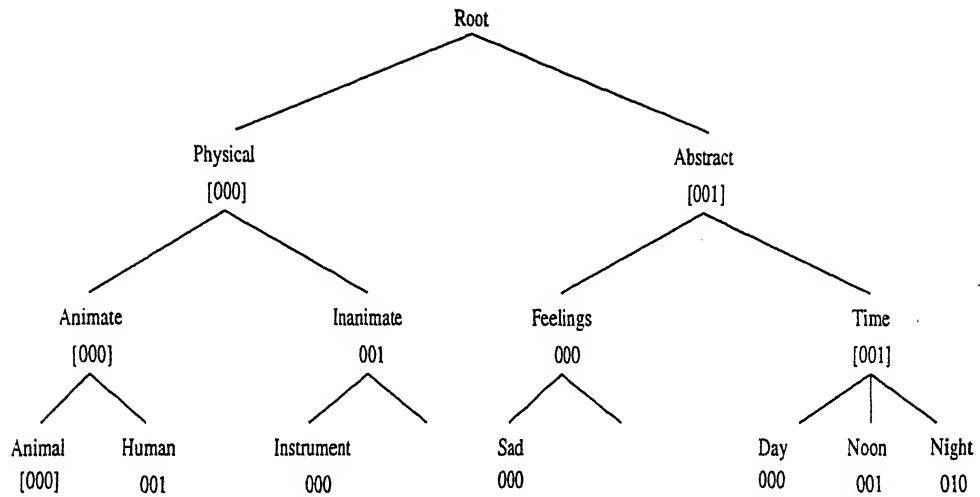 Root
Physical Abstract
[000] [001]
Animate Inanimate Feelings Time
[000] 001 000 [001]
Animal Human Instrument Sad Day Noon Night
[000] 001 000 000 000 001 010